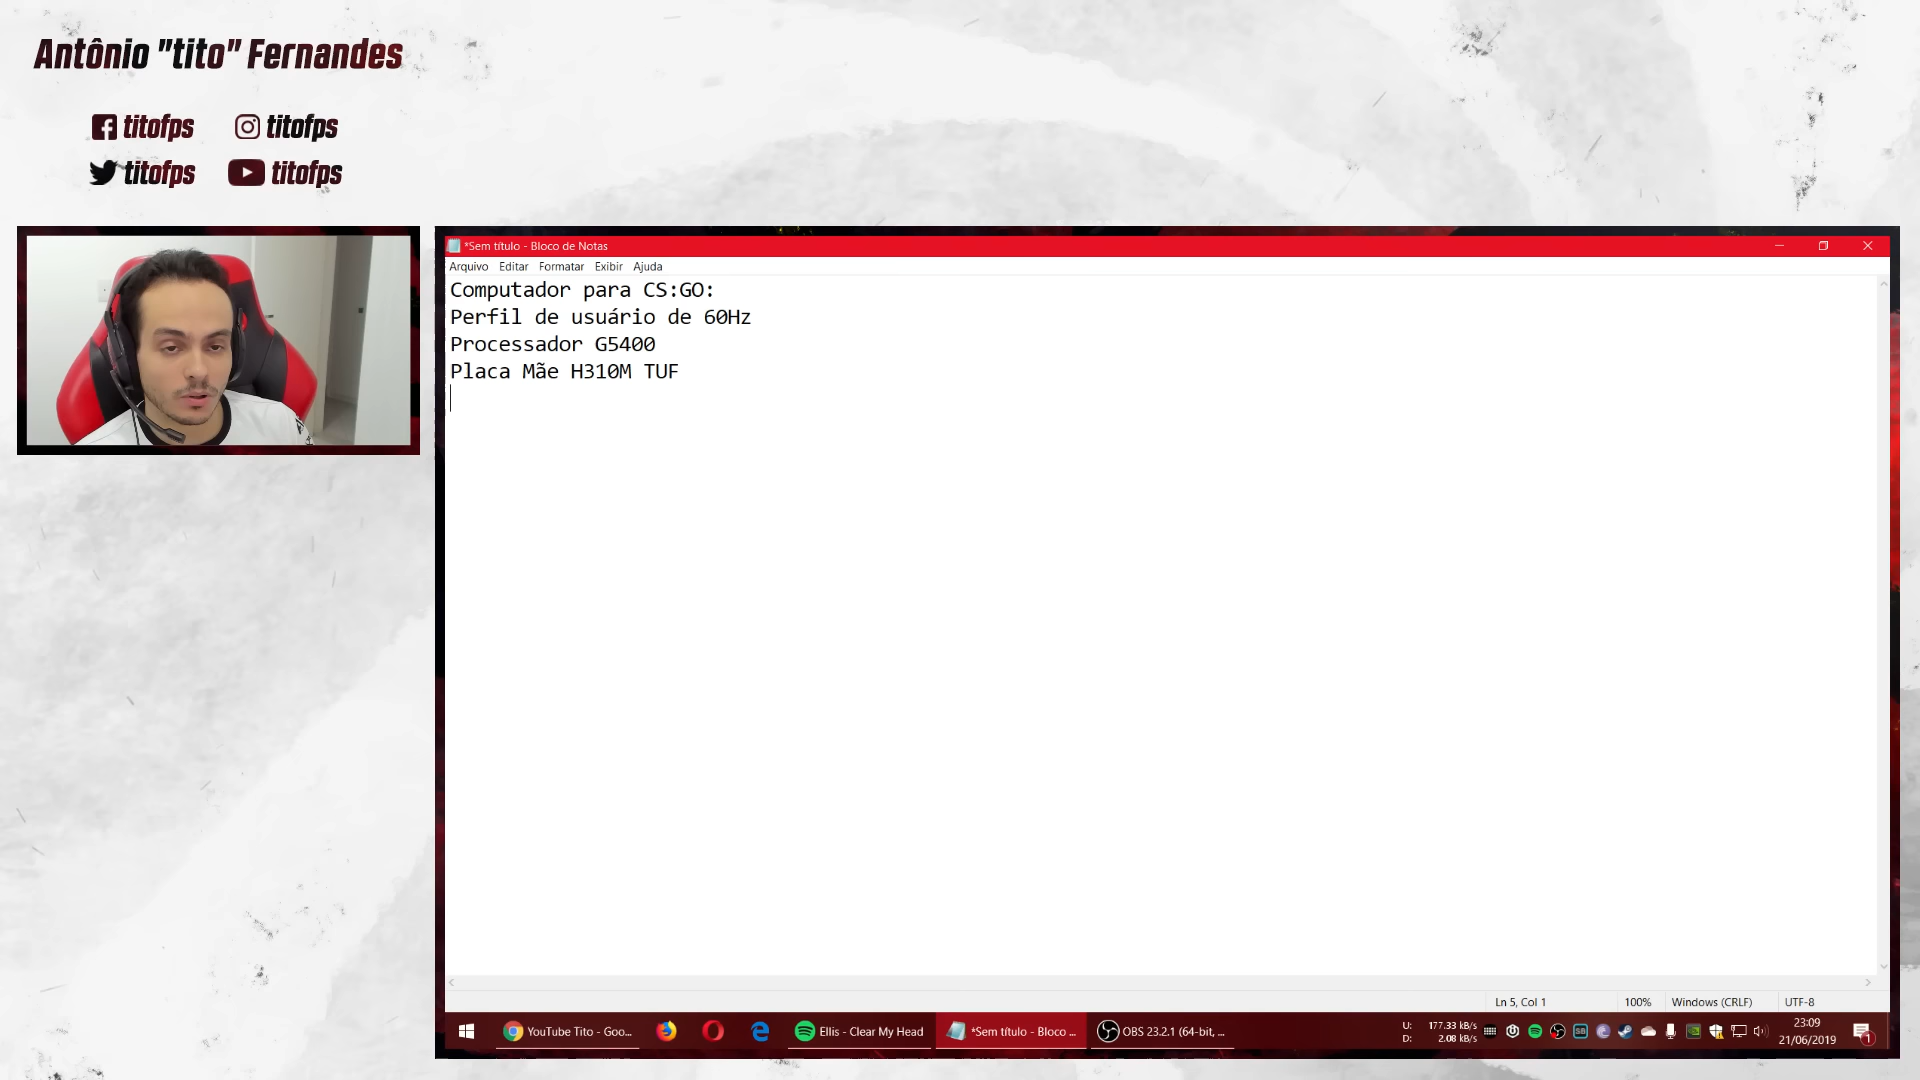 Antônio "tito" Fernandes
titofps
titofps
titofps
titofps
*Sem título - Bloco de Notas
Arquivo Editar Formatar Exibir Ajuda
Computador para CS:GO:
Perfil de usuário de 60Hz
Processador G5400
Placa Mãe H310M TUF
Ln 5, Col 1
100%
Windows (CRLF)
UTF-8
YouTube Tito - Goo...
Ellis - Clear My Head
*Sem título - Bloco ...
OBS 23.2.1 (64-bit, ...
U: 177.33 kB/s
D: 2.08 kB/s
23:09
21/06/2019
1